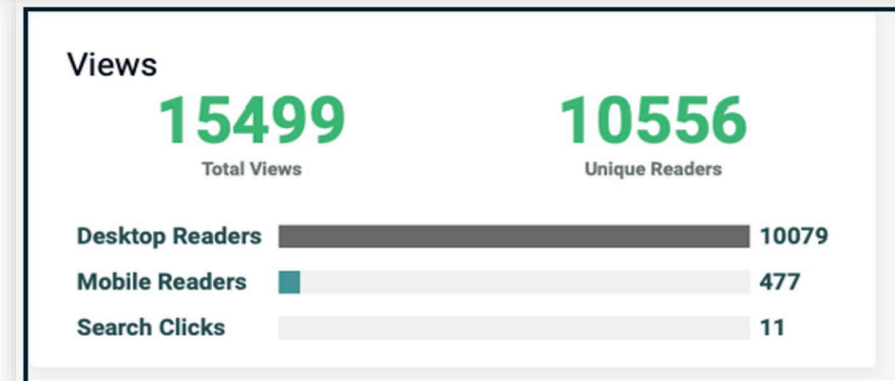 Views
15499 10556
Total Views Unique Readers
Desktop Readers 10079
Mobile Readers 477
Search Clicks 11